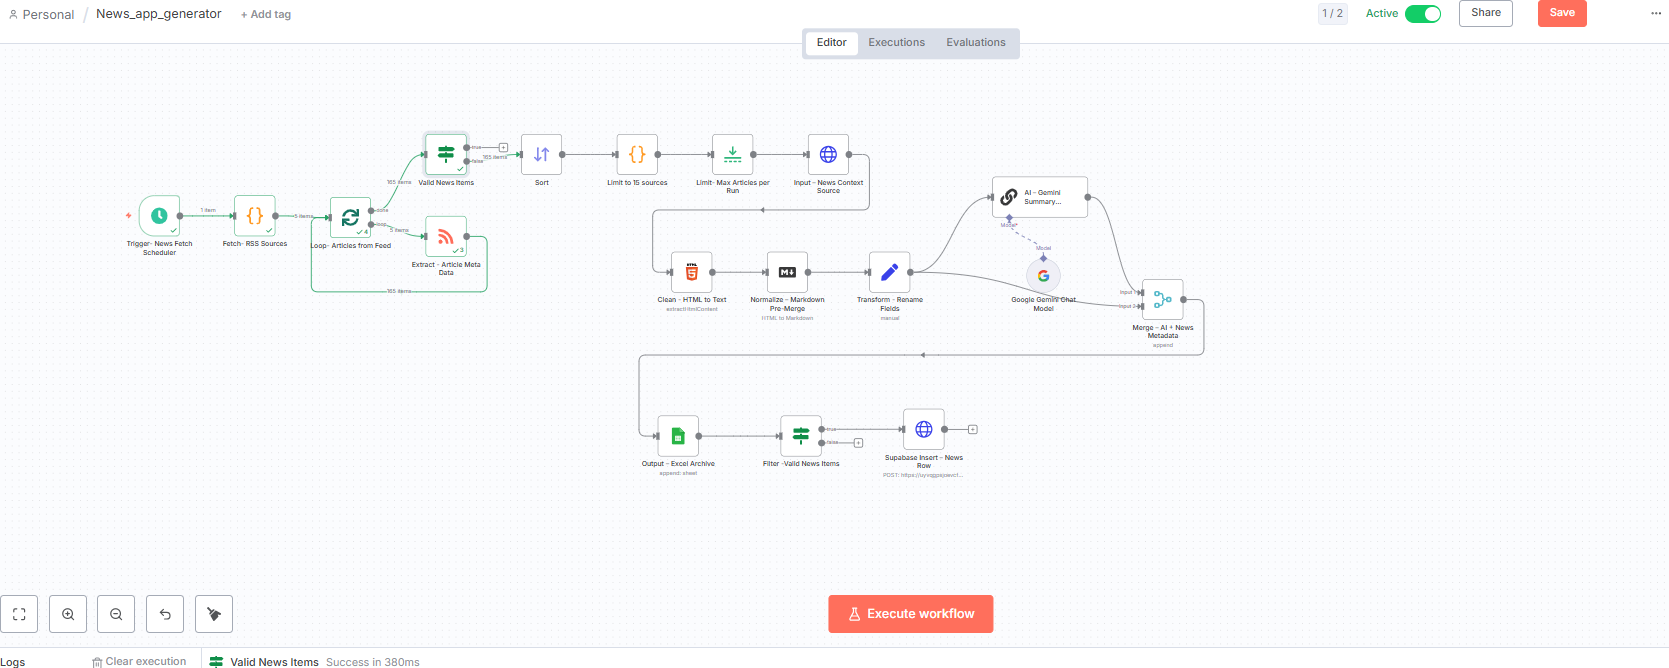 Personal / News_app_generator + Add tag
1 / 2 Active Share Save ...
Editor Executions Evaluations
true
false
165 items
165 items
Valid News Items
Sort
Limit to 15 sources
Limit- Max Articles per
Run
Input - News Context
Source
1 item
Trigger- News Fetch
Scheduler
5 items
Fetch- RSS Sources
done
loop
4
Loop- Articles from Feed
5 items
3
Extract - Article Meta
Data
165 items
AI - Gemini
Summary...
Model*
Model
Google Gemini Chat
Model
HTML
Clean - HTML to Text
extractHtmlContent
Normalize - Markdown
Pre-Merge
HTML to Markdown
Transform - Rename
Fields
manual
Input
Input 2
Merge - AI + News
Metadata
append
Output - Excel Archive
append: sheet
true
false
Filter -Valid News Items
Supabase Insert - News
Row
Execute workflow
Logs Clear execution Valid News Items Success in 380ms